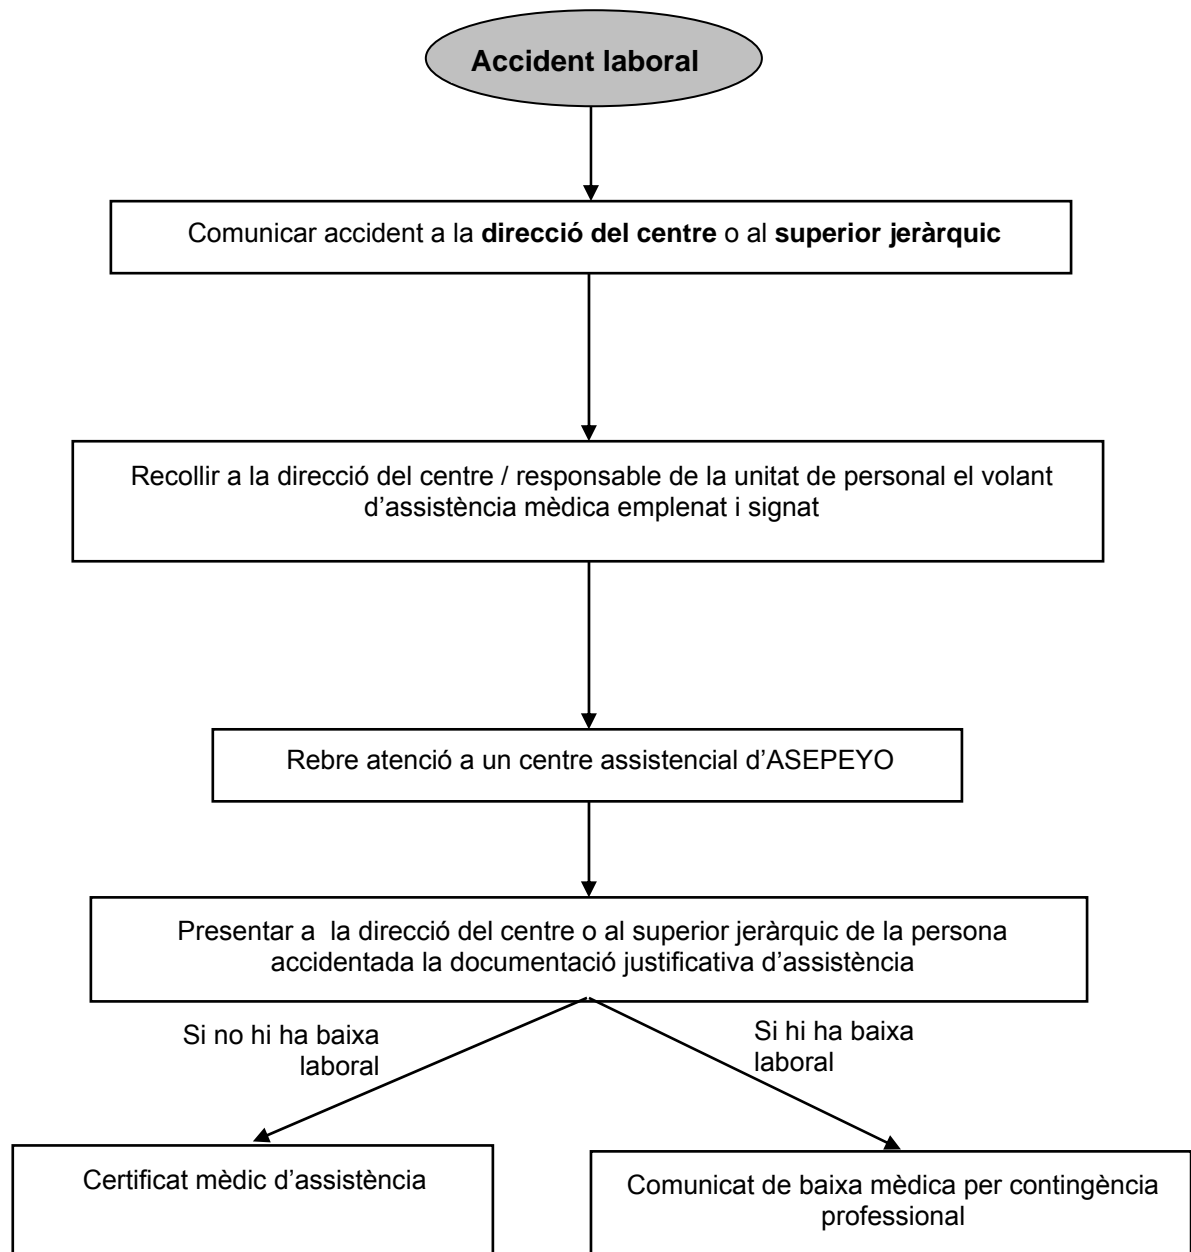 Accident laboral
Comunicar accident a la direcció del centre o al superior jeràrquic
Recollir a la direcció del centre / responsable de la unitat de personal el volant
d’assistència mèdica emplenat i signat
Rebre atenció a un centre assistencial d’ASEPEYO
Presentar a  la direcció del centre o al superior jeràrquic de la persona
accidentada la documentació justificativa d’assistència
Si no hi ha baixa
laboral
Si hi ha baixa
laboral
Certificat mèdic d’assistència
Comunicat de baixa mèdica per contingència
professional